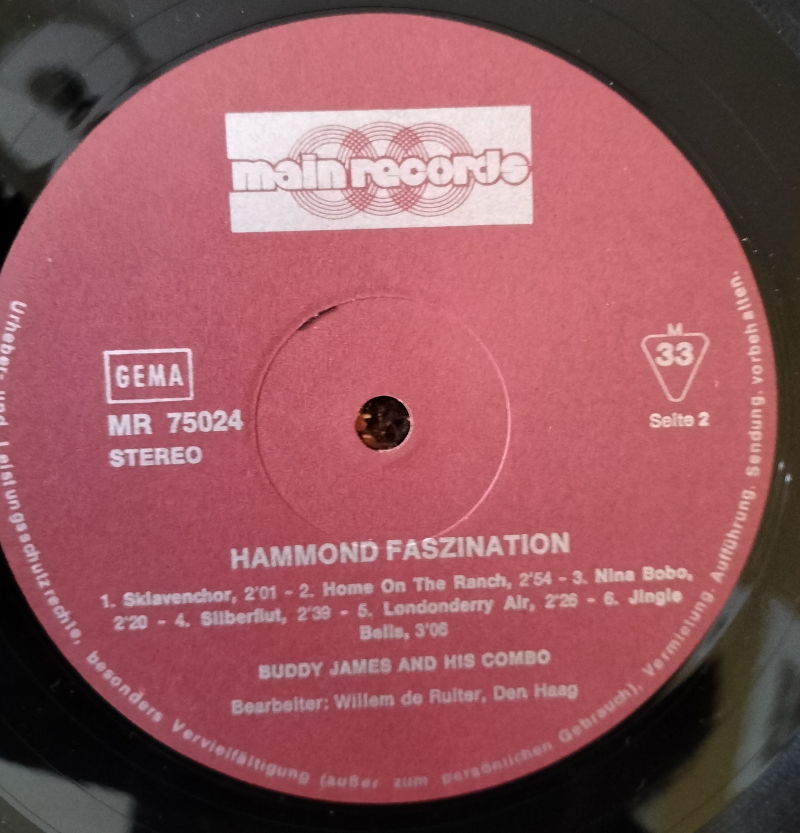 main records
GEMA
MR 75024
STEREO
M
33
Seite 2
HAMMOND FASZINATION
1. Sklavenchor, 2'01 - 2. Home On The Ranch, 2'54 - 3. Nina Bobo,
2'20 - 4. Silberflut, 2'39 - 5. Londonderry Air, 2'26 - 6. Jingle
Bells, 3'06
BUDDY JAMES AND HIS COMBO
Bearbeiter: Willem de Ruiter, Den Haag
Urheber- und Leistungsschutzrechte, besonders Vervielfältigung (außer zum persönlichen Gebrauch), Vermietung, Aufführung, Sendung, vorbehalten.